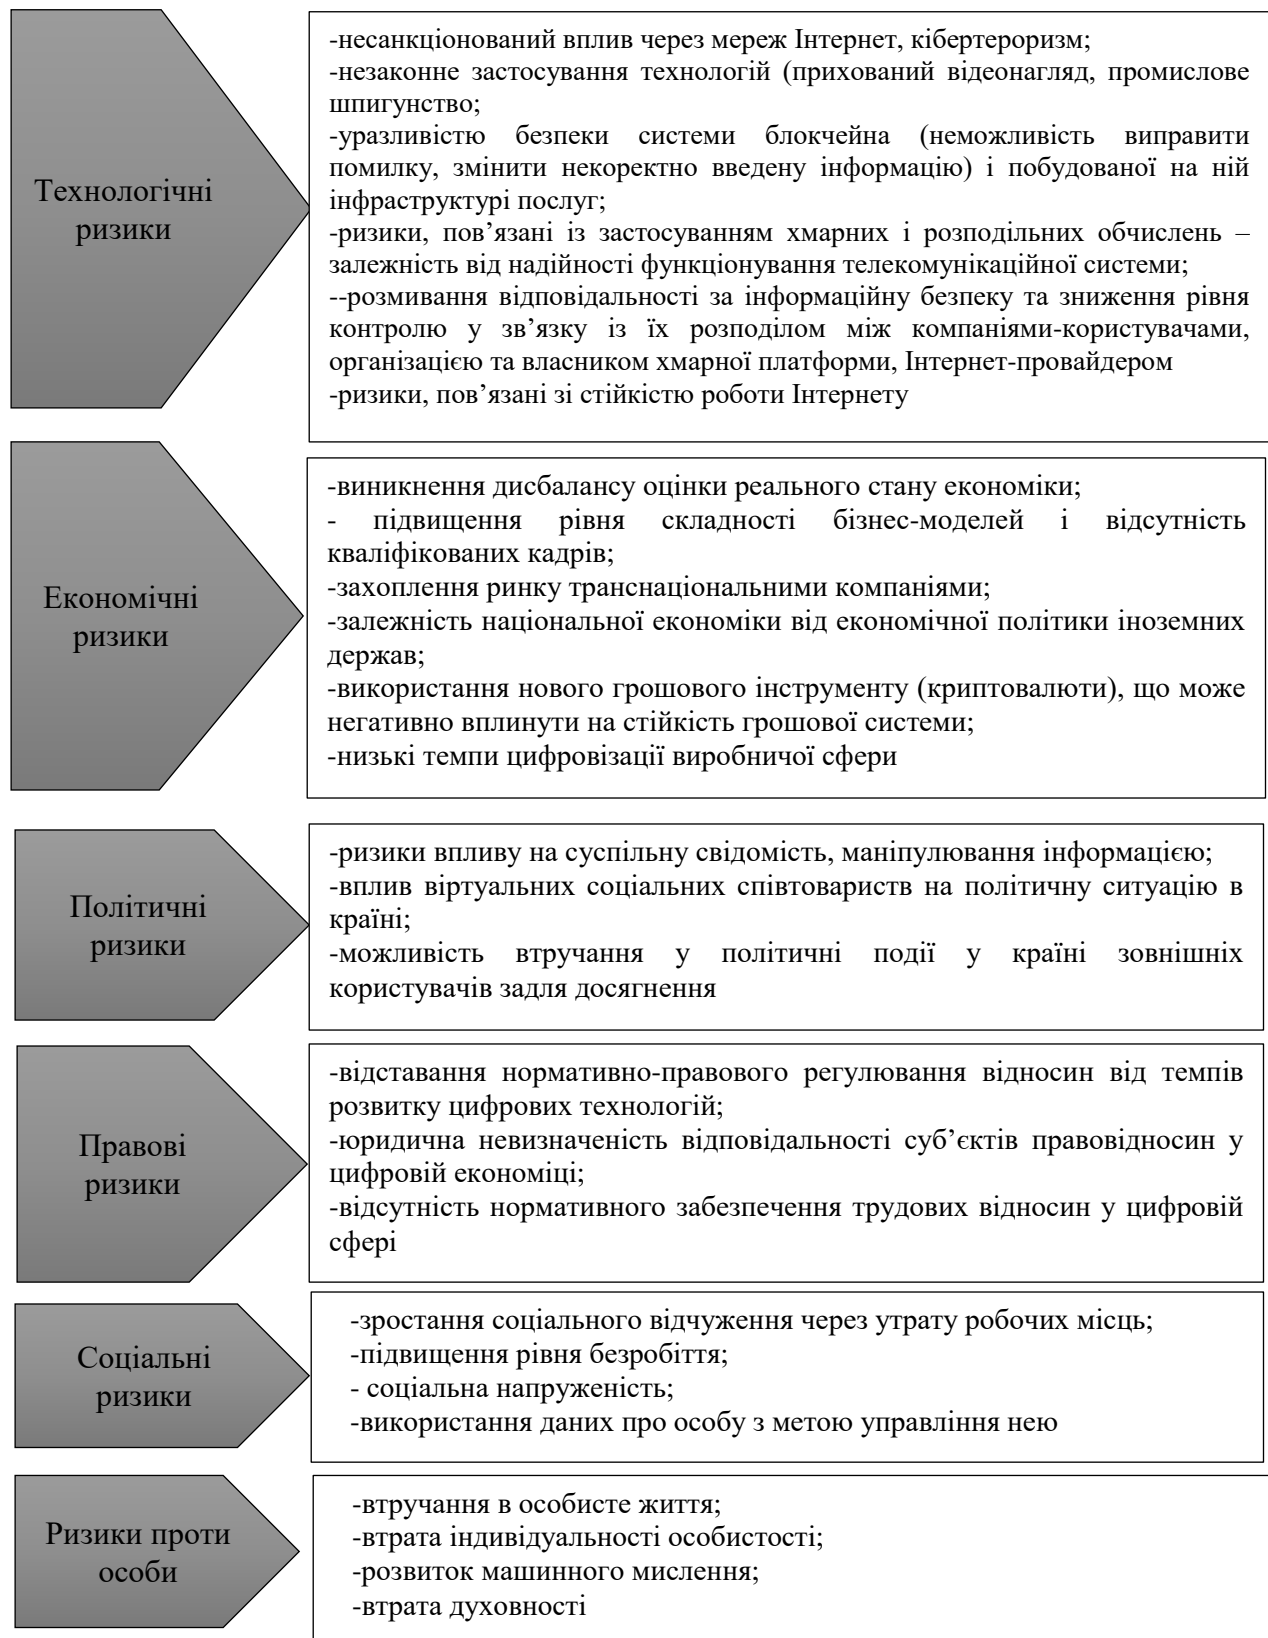 Технологічні
ризики
-несанкціонований вплив через мереж Інтернет, кібертероризм;
-незаконне застосування технологій (прихований відеонагляд, промислове
шпигунство;
-уразливістю безпеки системи блокчейна (неможливість виправити
помилку, змінити некоректно введену інформацію) і побудованої на ній
інфраструктурі послуг;
-ризики, пов’язані із застосуванням хмарних і розподільних обчислень –
залежність від надійності функціонування телекомунікаційної системи;
--розмивання відповідальності за інформаційну безпеку та зниження рівня
контролю у зв’язку із їх розподілом між компаніями-користувачами,
організацією та власником хмарної платформи, Інтернет-провайдером
-ризики, пов’язані зі стійкістю роботи Інтернету
Економічні
ризики
-виникнення дисбалансу оцінки реального стану економіки;
- підвищення рівня складності бізнес-моделей і відсутність
кваліфікованих кадрів;
-захоплення ринку транснаціональними компаніями;
-залежність національної економіки від економічної політики іноземних
держав;
-використання нового грошового інструменту (криптовалюти), що може
негативно вплинути на стійкість грошової системи;
-низькі темпи цифровізації виробничої сфери
Політичні
ризики
-ризики впливу на суспільну свідомість, маніпулювання інформацією;
-вплив віртуальних соціальних співтовариств на політичну ситуацію в
країні;
-можливість втручання у політичні події у країні зовнішніх
користувачів задля досягнення
Правові
ризики
-відставання нормативно-правового регулювання відносин від темпів
розвитку цифрових технологій;
-юридична невизначеність відповідальності суб’єктів правовідносин у
цифровій економіці;
-відсутність нормативного забезпечення трудових відносин у цифровій
сфері
Соціальні
ризики
-зростання соціального відчуження через утрату робочих місць;
-підвищення рівня безробіття;
- соціальна напруженість;
-використання даних про особу з метою управління нею
Ризики проти
особи
-втручання в особисте життя;
-втрата індивідуальності особистості;
-розвиток машинного мислення;
-втрата духовності